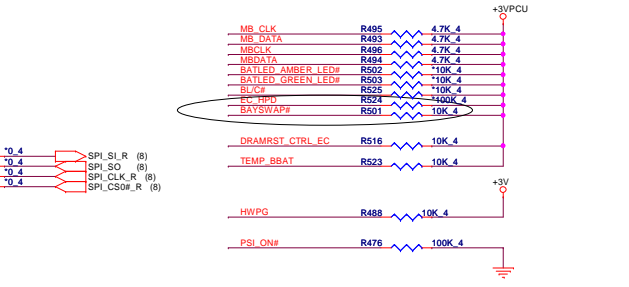 +3VPCU
MB_CLK R495 4.7K_4
MB_DATA R493 4.7K_4
MBCLK R496 4.7K_4
MBDATA R494 4.7K_4
BATLED_AMBER_LED# R502 *10K_4
BATLED_GREEN_LED# R503 *10K_4
BL/C# R525 *10K_4
EC_HPD R524 *100K_4
BAYSWAP# R501 10K_4
DRAMRST_CTRL_EC R516 10K_4
*0_4 SPI_SI_R (8)
*0_4 SPI_SO (8)
*0_4 SPI_CLK_R (8)
*0_4 SPI_CS0#_R (8)
TEMP_BBAT R523 10K_4
+3V
HWPG R488 10K_4
PSI_ON# R476 100K_4